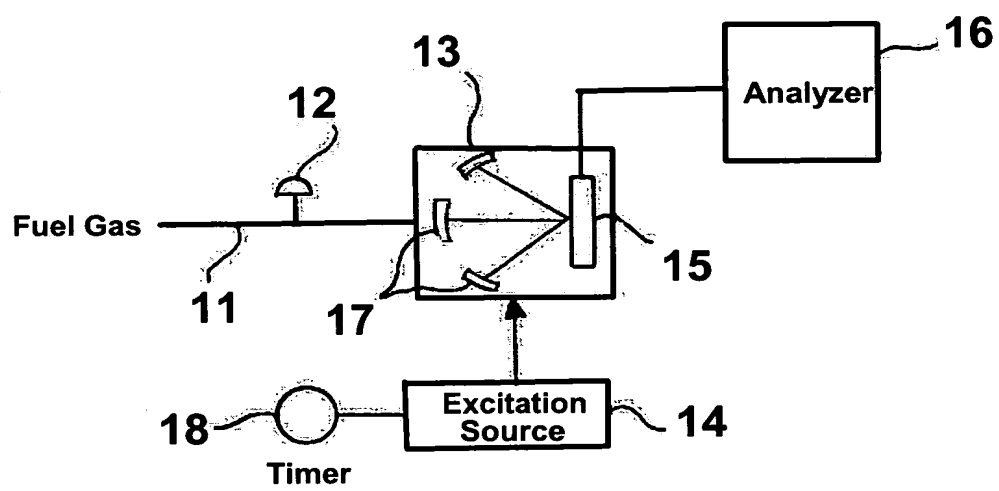 16
13
Analyzer
12
Fuel Gas
15
11
17
Excitation
Source
14
18
Timer